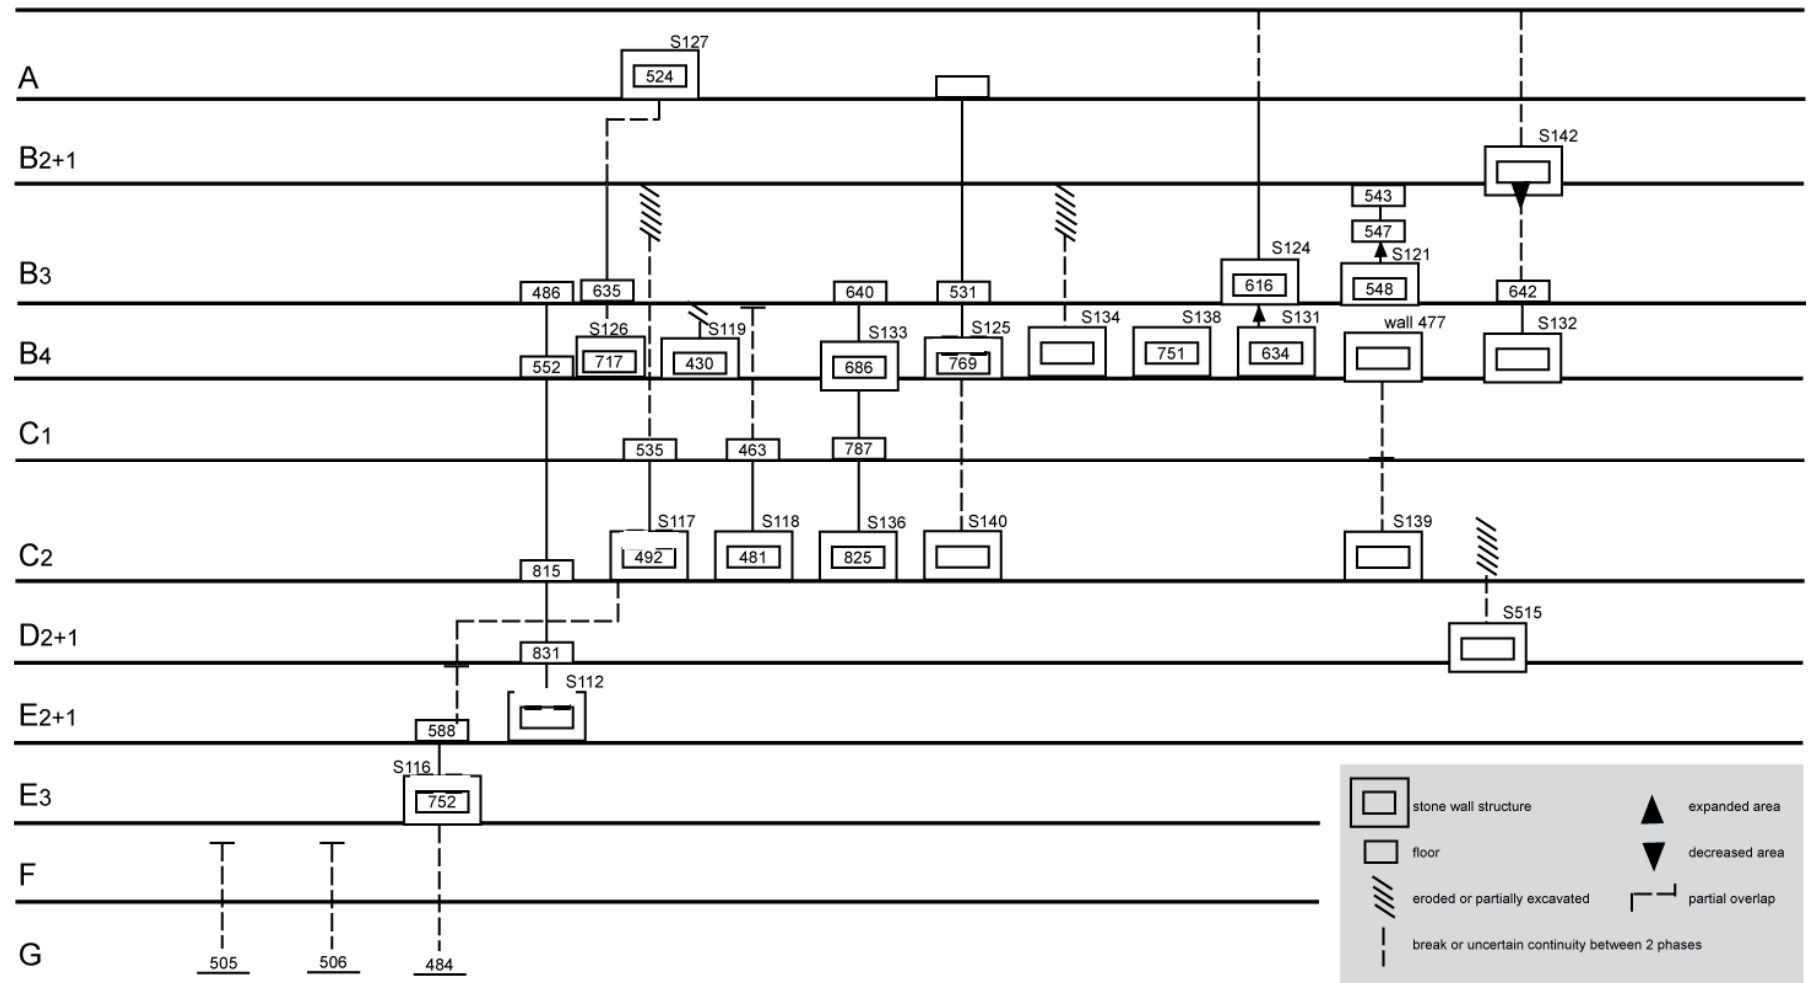 S127
A
524
B2+1
S142
543
547
S124
S121
B3
616
548
486
635
640
531
642
S126
S119
S133
S125
S134
S138
S131
wall 477
S132
B4
552
717
430
686
769
751
634
C1
535
463
787
S117
S118
S136
S140
S139
C2
815
492
481
825
D2+1
831
S515
S112
E2+1
588
S116
E3
752
stone wall structure
expanded area
floor
decreased area
F
eroded or partially excavated
partial overlap
break or uncertain continuity between 2 phases
G
505
506
484